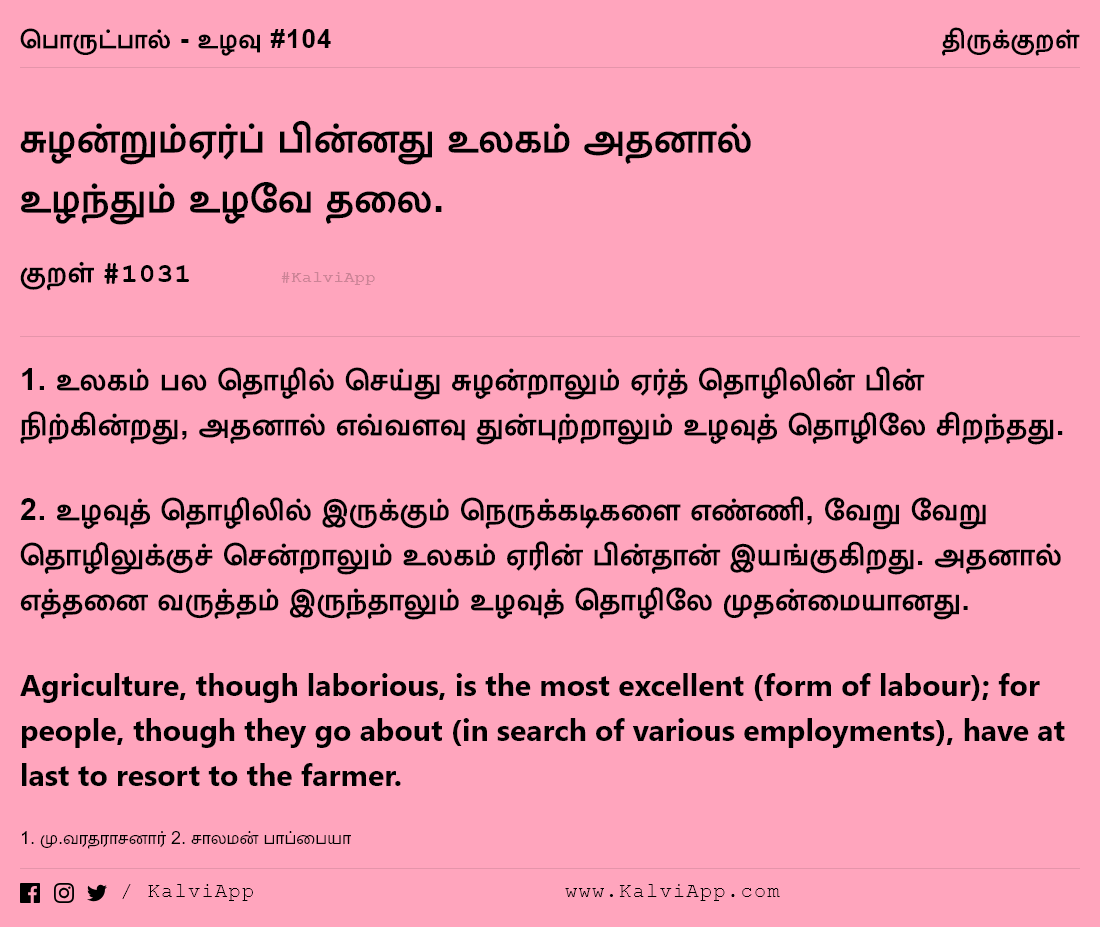 பொருட்பால் - உழவு #104 திருக்குறள்
சுழன்றும்ஏர்ப் பின்னது உலகம் அதனால்
உழந்தும் உழவே தலை.
குறள் #1031 #KalviApp
1. உலகம் பல தொழில் செய்து சுழன்றாலும் ஏர்த் தொழிலின் பின்
நிற்கின்றது, அதனால் எவ்வளவு துன்புற்றாலும் உழவுத் தொழிலே சிறந்தது.
2. உழவுத் தொழிலில் இருக்கும் நெருக்கடிகளை எண்ணி, வேறு வேறு
தொழிலுக்குச் சென்றாலும் உலகம் ஏரின் பின்தான் இயங்குகிறது. அதனால்
எத்தனை வருத்தம் இருந்தாலும் உழவுத் தொழிலே முதன்மையானது.
Agriculture, though laborious, is the most excellent (form of labour); for
people, though they go about (in search of various employments), have at
last to resort to the farmer.
1. மு.வரதராசனார் 2. சாலமன் பாப்பையா
/ KalviApp www.KalviApp.com